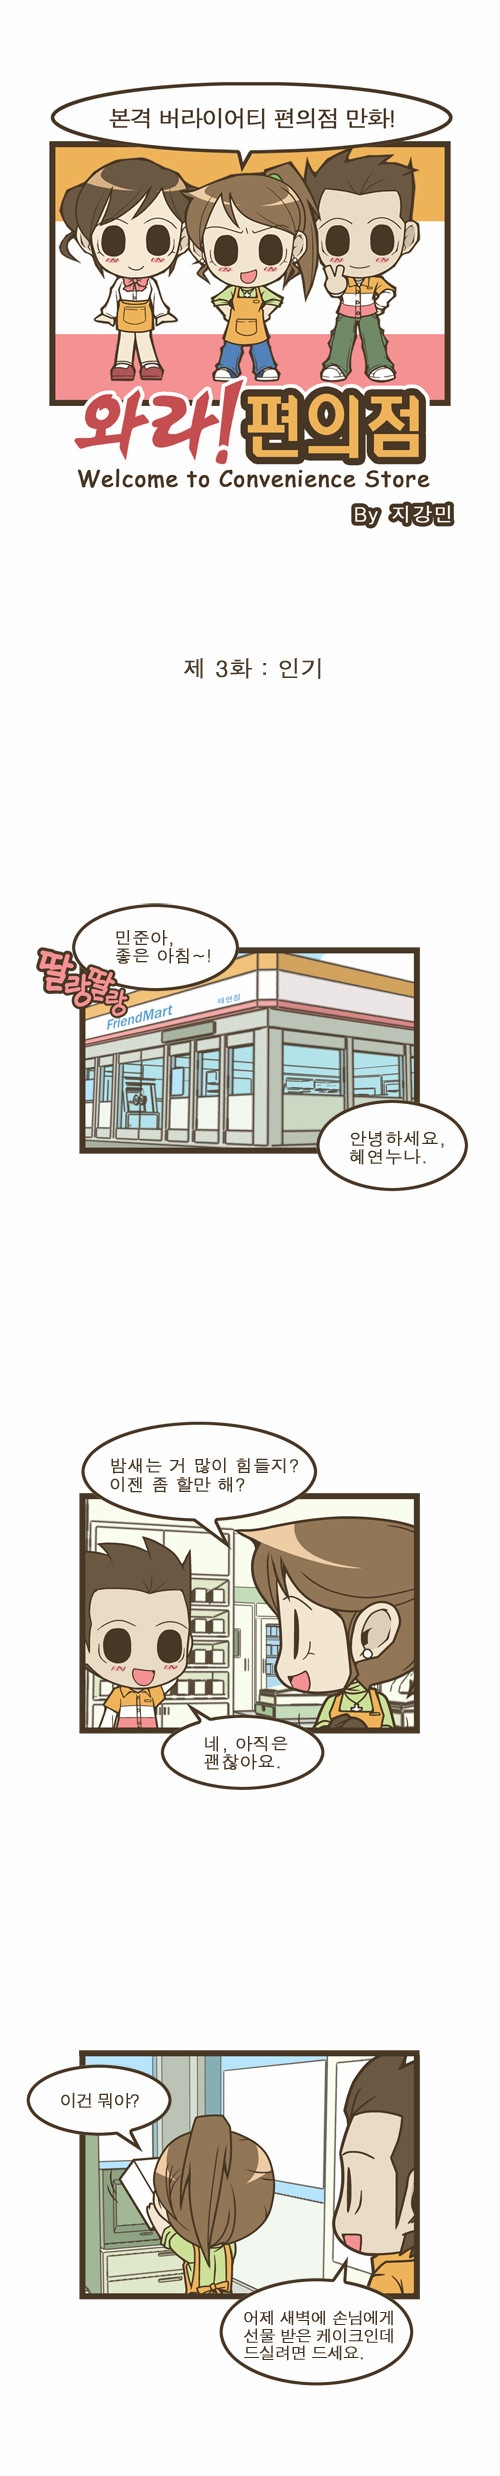 본격 버라이어티 편의점 만화!
와라! 편의점
Welcome to Convenience Store
By 지강민
제 3화 : 인기
민준아,
좋은 아침~!
딸랑딸랑
FriendMart
태연점
안녕하세요,
혜연누나.
밤새는 거 많이 힘들지?
이젠 좀 할만 해?
네, 아직은
괜찮아요.
이건 뭐야?
어제 새벽에 손님에게
선물 받은 케이크인데
드실려면 드세요.